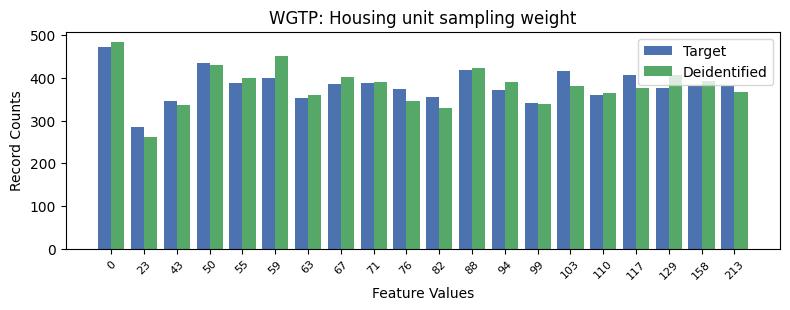 WGTP: Housing unit sampling weight
Target
Deidentified
Record Counts
500
400
300
200
100
0
0 23 43 50 55 59 63 67 71 76 82 88 94 99 103 110 117 129 158 213
Feature Values